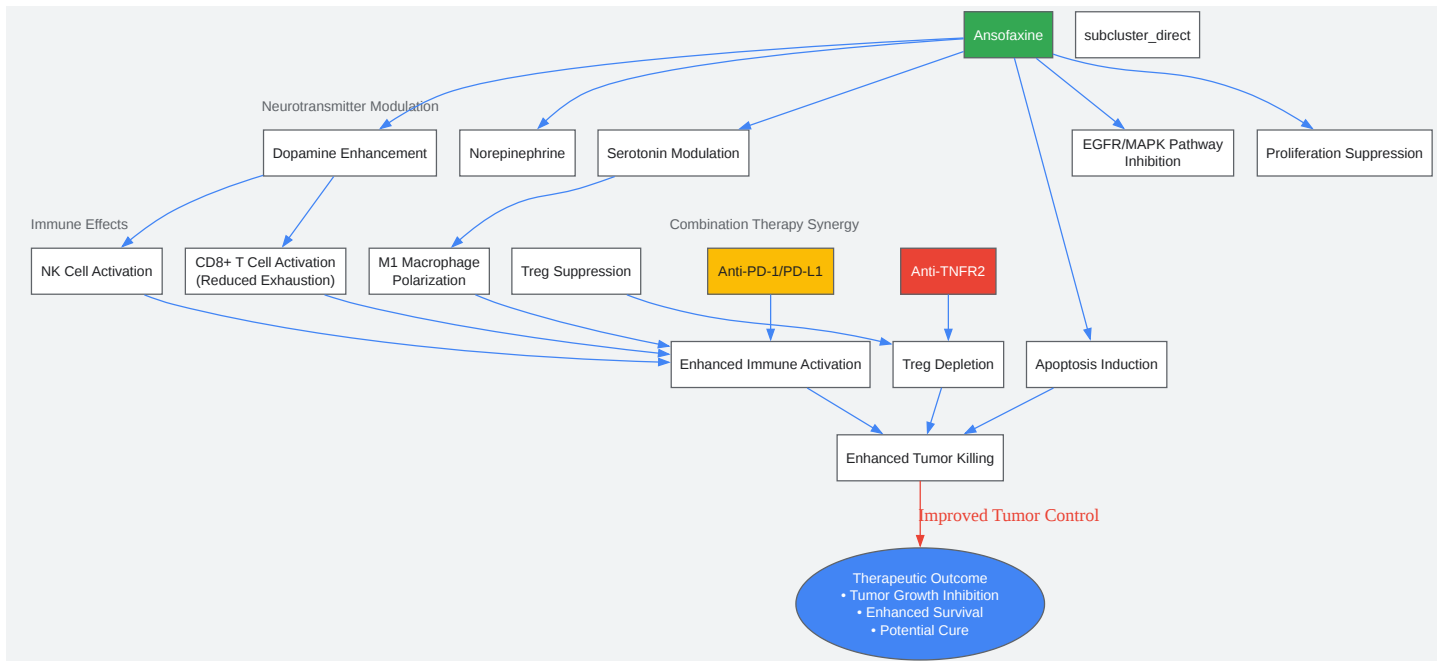 Ansofaxine
subcluster_direct
Neurotransmitter Modulation
Dopamine Enhancement
Norepinephrine
Serotonin Modulation
EGFR/MAPK Pathway
Inhibition
Proliferation Suppression
Immune Effects
Combination Therapy Synergy
NK Cell Activation
CD8+ T Cell Activation
(Reduced Exhaustion)
M1 Macrophage
Polarization
Treg Suppression
Anti-PD-1/PD-L1
Anti-TNFR2
Enhanced Immune Activation
Treg Depletion
Apoptosis Induction
Enhanced Tumor Killing
Improved Tumor Control
Therapeutic Outcome
• Tumor Growth Inhibition
• Enhanced Survival
• Potential Cure